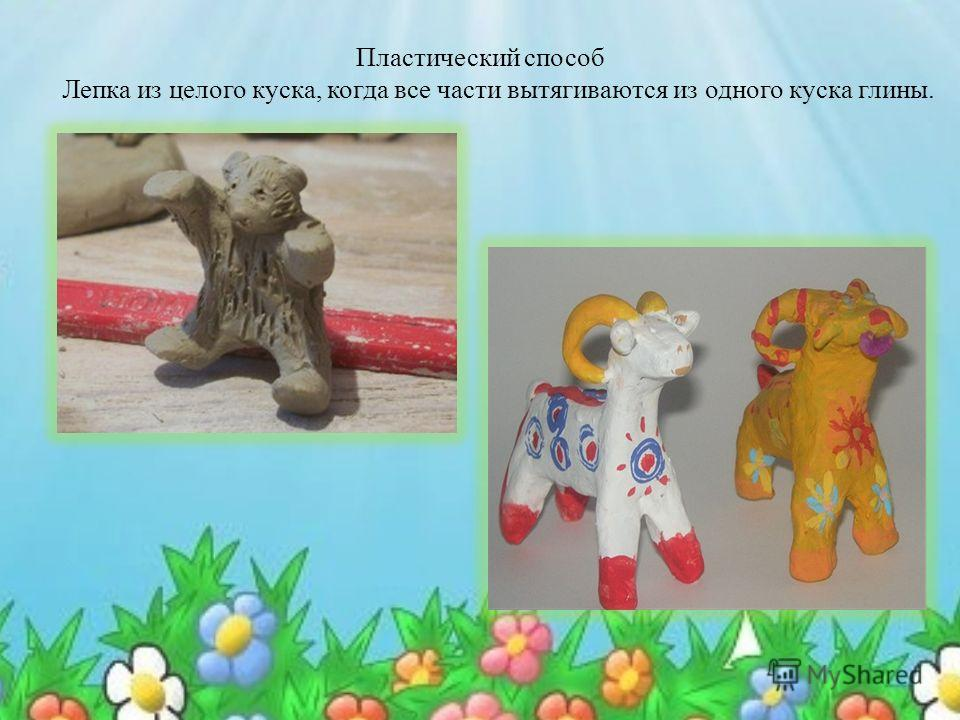 Пластический способ
Лепка из целого куска, когда все части вытягиваются из одного куска глины.
MyShared